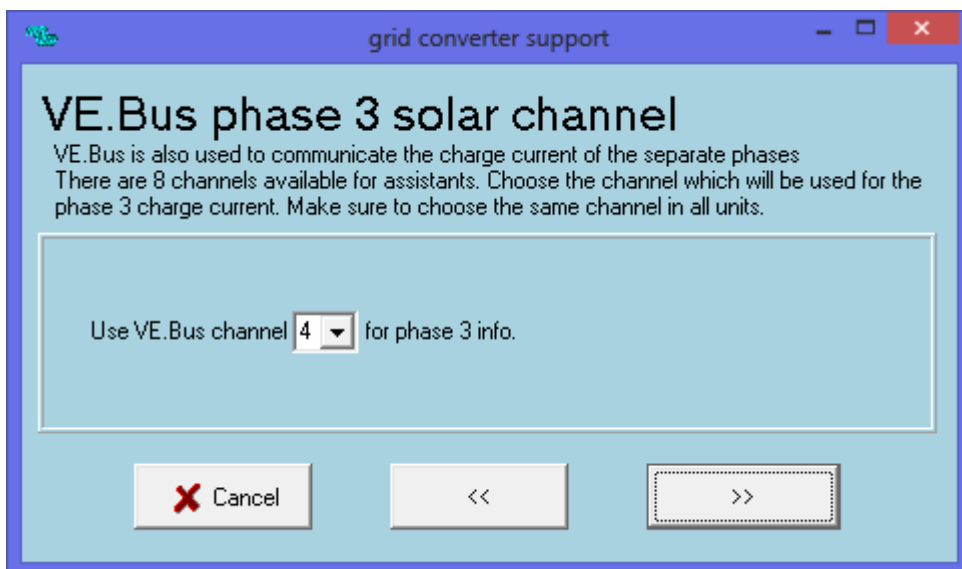 grid converter support
VE.Bus phase 3 solar channel
VE.Bus is also used to communicate the charge current of the separate phases
There are 8 channels available for assistants. Choose the channel which will be used for the
phase 3 charge current. Make sure to choose the same channel in all units.
Use VE.Bus channel 4 for phase 3 info.
Cancel << >>